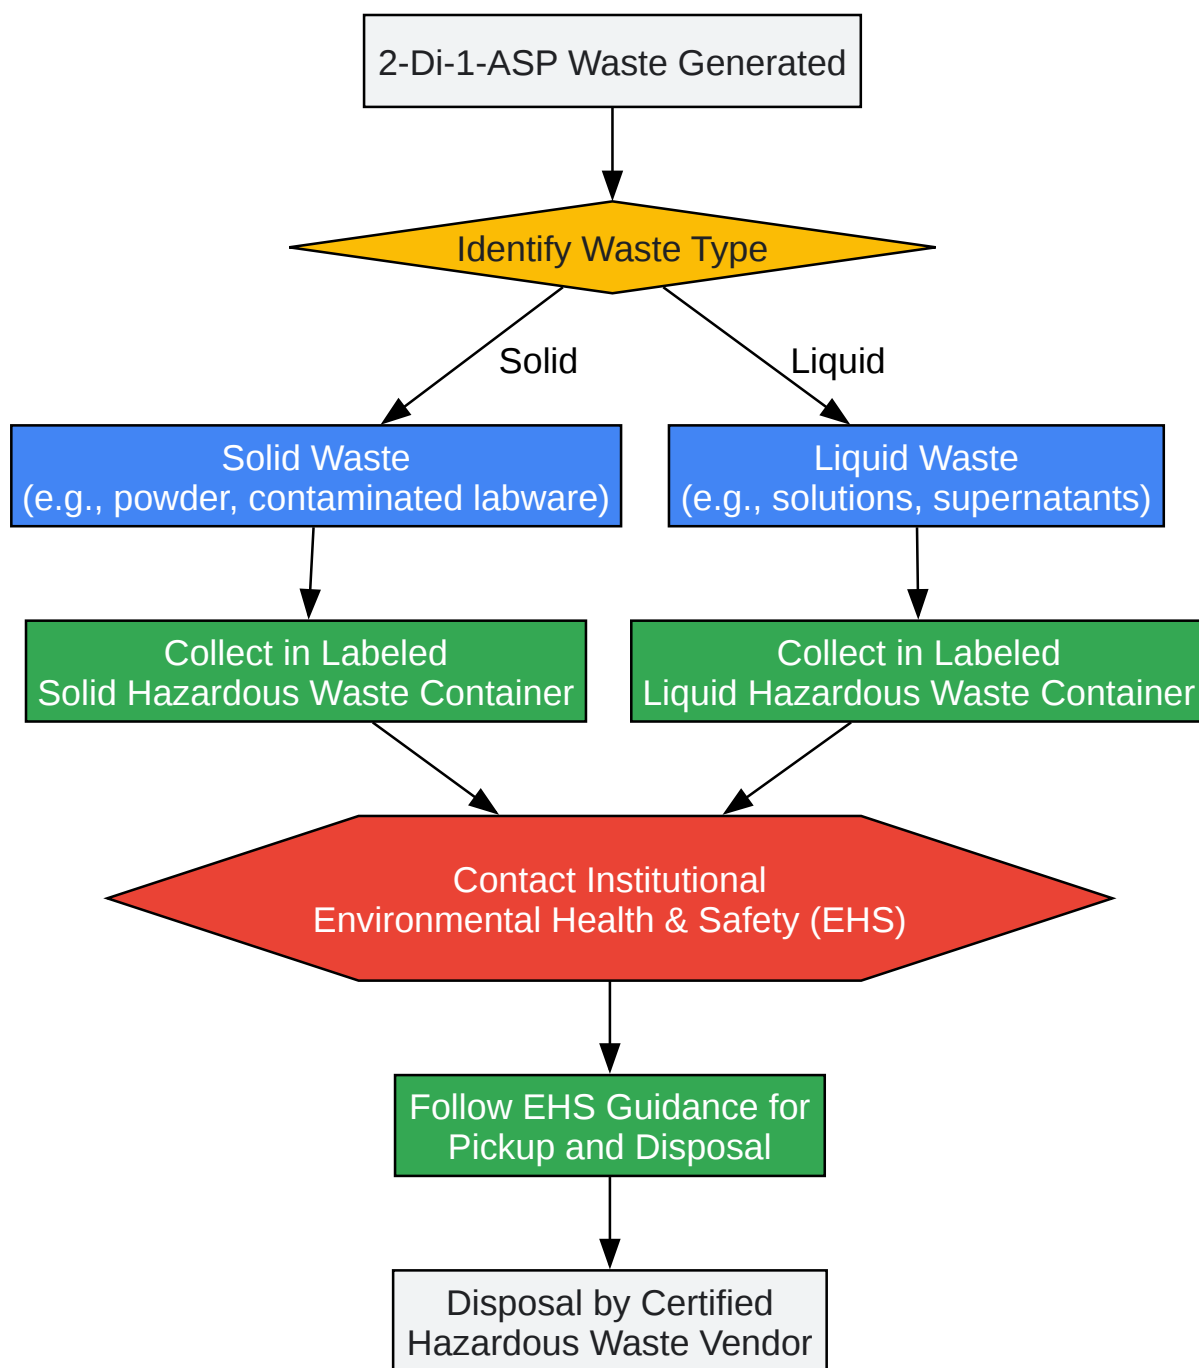 2-Di-1-ASP Waste Generated
Identify Waste Type
Solid
Liquid
Solid Waste
(e.g., powder, contaminated labware)
Liquid Waste
(e.g., solutions, supernatants)
Collect in Labeled
Solid Hazardous Waste Container
Collect in Labeled
Liquid Hazardous Waste Container
Contact Institutional
Environmental Health & Safety (EHS)
Follow EHS Guidance for
Pickup and Disposal
Disposal by Certified
Hazardous Waste Vendor